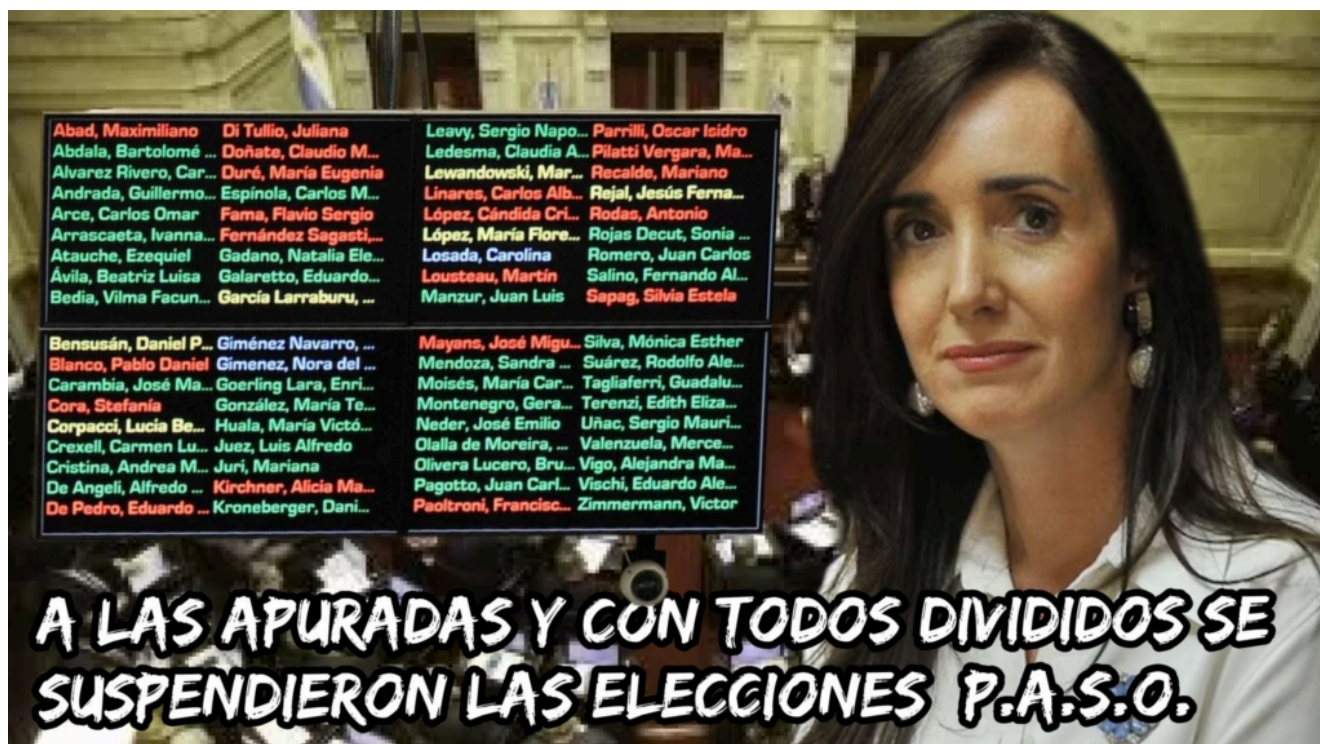 Abad, Maximiliano Di Tullio, Juliana
Abdala, Bartolomé ... Doñate, Claudio M...
Alvarez Rivero, Car... Duré, María Eugenia
Andrada, Guillermo... Espínola, Carlos M...
Arce, Carlos Omar Fama, Flavio Sergio
Arrascaeta, Ivanna... Fernández Sagasti,...
Atauche, Ezequiel Gadano, Natalia Ele...
Ávila, Beatriz Luisa Galaretto, Eduardo...
Bedia, Vilma Facun... García Larraburu, ...
Leavy, Sergio Napo... Parrilli, Oscar Isidro
Ledesma, Claudia A... Pilatti Vergara, Ma...
Lewandowski, Mar... Recalde, Mariano
Linares, Carlos Alb... Rejal, Jesús Ferna...
López, Cándida Cri... Rodas, Antonio
López, María Flore... Rojas Decut, Sonia ...
Losada, Carolina Romero, Juan Carlos
Lousteau, Martín Salino, Fernando Al...
Manzur, Juan Luis Sapag, Silvia Estela
Bensusán, Daniel P... Giménez Navarro, ...
Blanco, Pablo Daniel Gimenez, Nora del ...
Carambia, José Ma... Goerling Lara, Enri...
Cora, Stefanía González, María Te...
Corpacci, Lucia Be... Huala, María Victó...
Crexell, Carmen Lu... Juez, Luis Alfredo
Cristina, Andrea M... Juri, Mariana
De Angeli, Alfredo ... Kirchner, Alicia Ma...
De Pedro, Eduardo ... Kroneberger, Dani...
Mayans, José Migu... Silva, Mónica Esther
Mendoza, Sandra ... Suárez, Rodolfo Ale...
Moisés, María Car... Tagliaferri, Guadalu...
Montenegro, Gera... Terenzi, Edith Eliza...
Neder, José Emilio Uñac, Sergio Mauri...
Olalla de Moreira, ... Valenzuela, Merce...
Olivera Lucero, Bru... Vigo, Alejandra Ma...
Pagotto, Juan Carl... Vischi, Eduardo Ale...
Paoltroni, Francisc... Zimmermann, Victor
A LAS APURADAS Y CON TODOS DIVIDIDOS SE
SUSPENDIERON LAS ELECCIONES P.A.S.O.